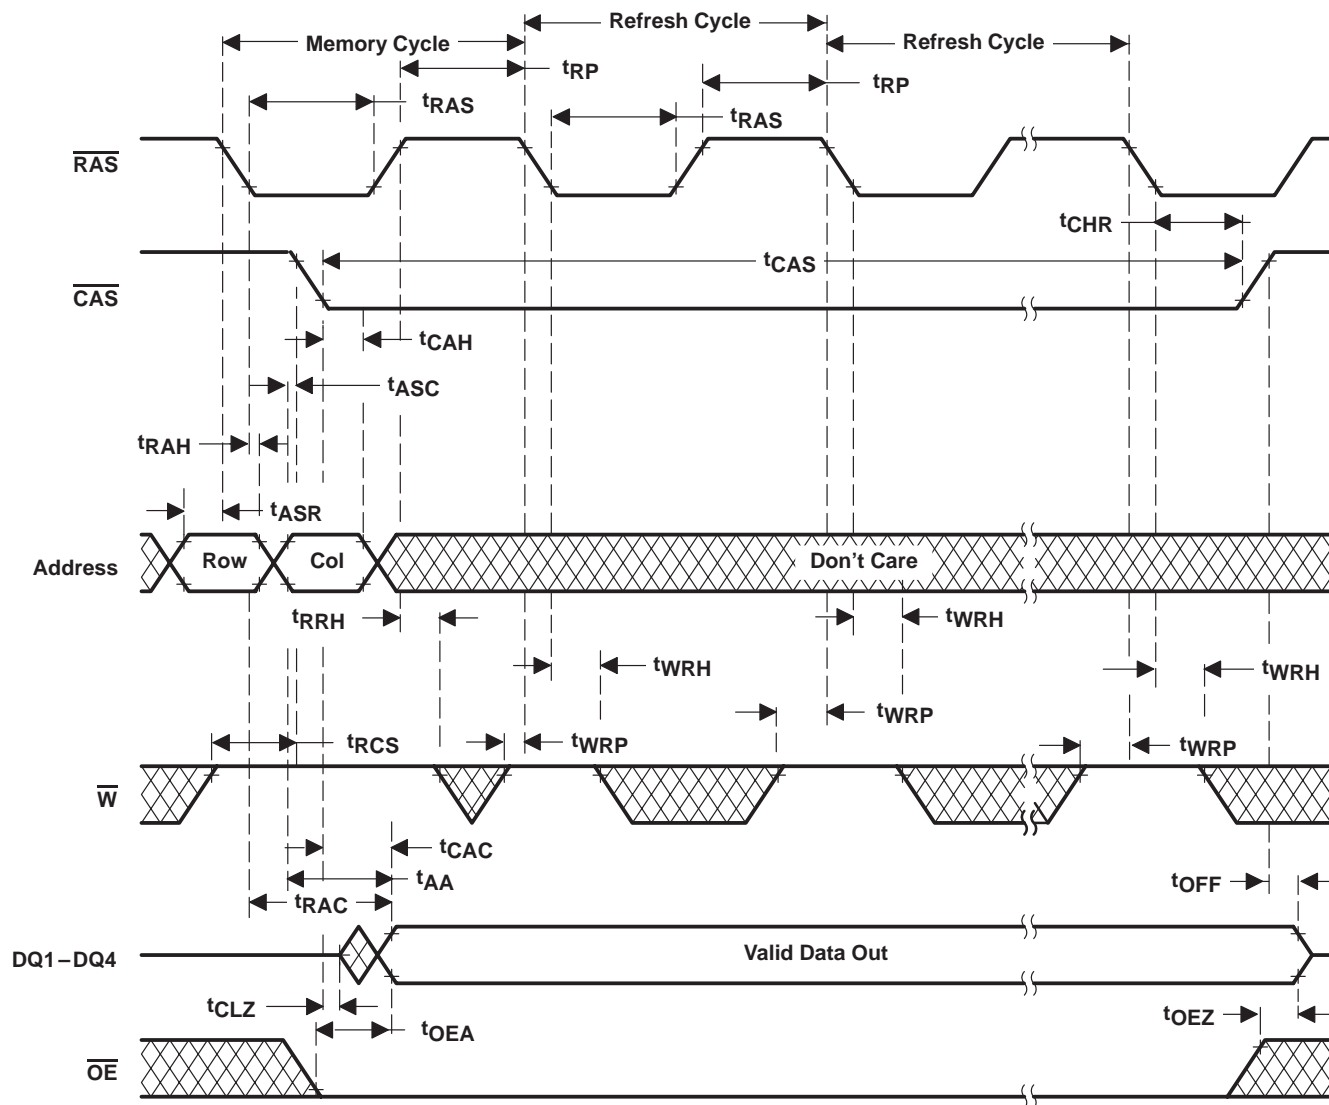 Refresh Cycle
Memory Cycle
Refresh Cycle
tRP
tRP
tRAS
tRAS
RAS
tCHR
tCAS
CAS
tCAH
tASC
tRAH
tASR
Address
Row
Col
Don't Care
tRRH
tWRH
tWRH
tWRH
tWRP
tRCS
tWRP
tWRP
W
tCAC
tAA
tOFF
tRAC
DQ1–DQ4
Valid Data Out
tCLZ
tOEZ
tOEA
OE